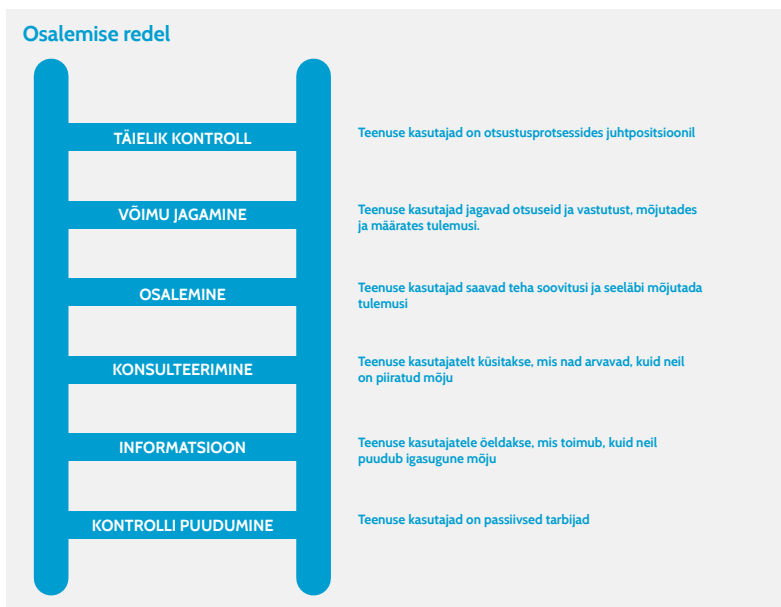 Osalemise redel
TÄIELIK KONTROLL
Teenuse kasutajad on otsustusprotsessides juhtpositsioonil
VÕIMU JAGAMINE
Teenuse kasutajad jagavad otsuseid ja vastutust, mõjutades
ja määrates tulemusi.
OSALEMINE
Teenuse kasutajad saavad teha soovitusi ja seeläbi mõjutada
tulemusi
KONSULTEERIMINE
Teenuse kasutajatelt küsitakse, mis nad arvavad, kuid neil
on piiratud mõju
INFORMATSIOON
Teenuse kasutajatele öeldakse, mis toimub, kuid neil
puudub igasugune mõju
KONTROLLI PUUDUMINE
Teenuse kasutajad on passiivsed tarbijad